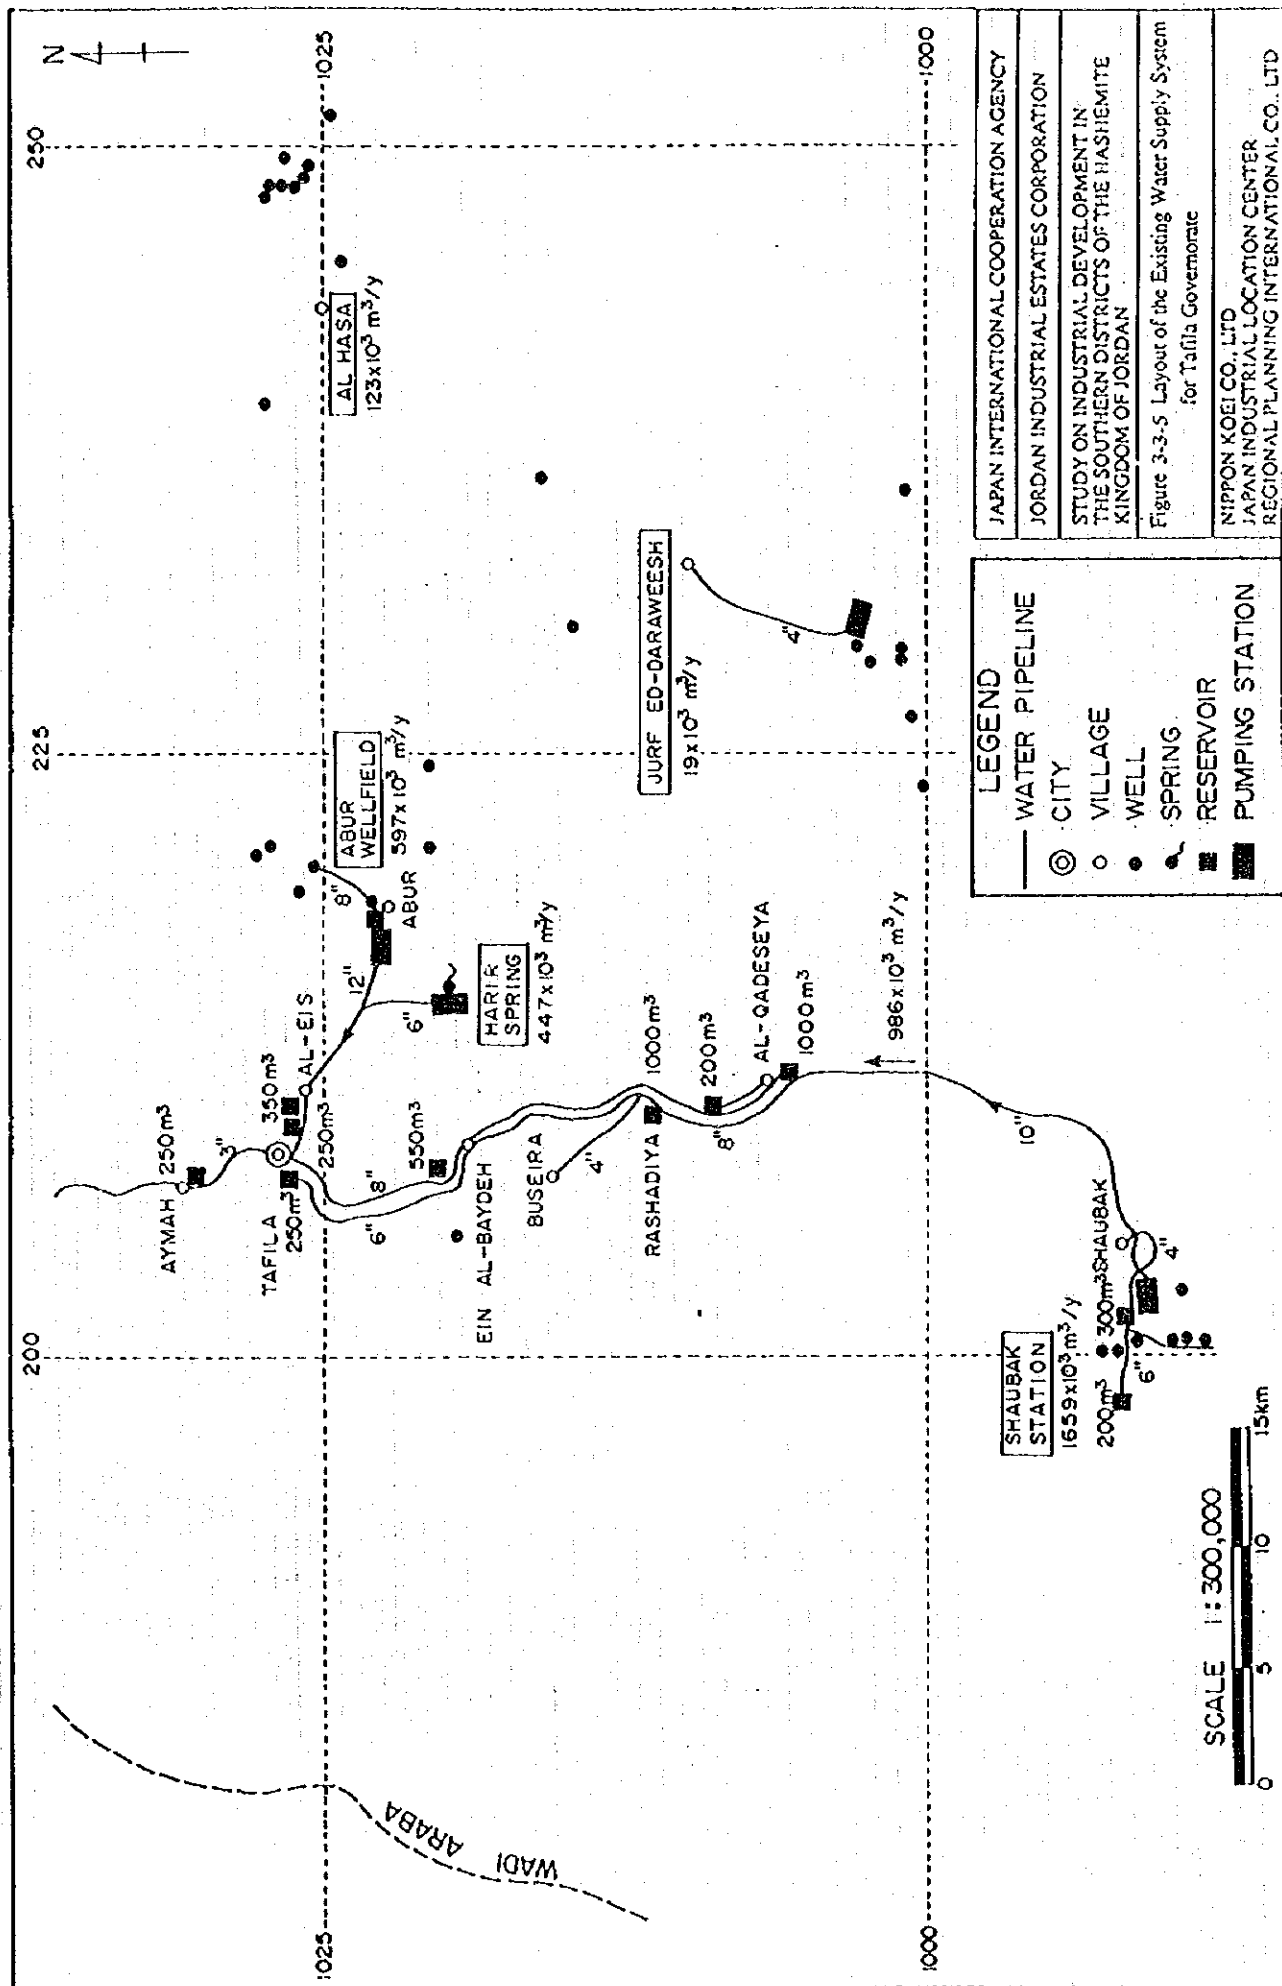 N
200
225
250
1025
1025
1000
1000
AYMAH
250m³
3"
TAFILA
250m³
350m³
250m³
AL-EIS
12"
8"
ABUR
WELLFIELD
597x10³ m³/y
ABUR
6"
HARIR
SPRING
447x10³ m³/y
AL HASA
123x10³ m³/y
8"
6"
550m³
EIN AL-BAYDEH
BUSEIRA
4"
RASHADIYA
1000m³
200m³
8"
AL-QADESEYA
1000m³
986x10³ m³/y
10"
JURF ED-DARAWEESH
19x10³ m³/y
4"
SHAUBAK
STATION
1659x10³ m³/y
200m³
300m³
SHAUBAK
6"
4"
WADI ARABA
SCALE 1:300,000
0 5 10 15km
LEGEND
WATER PIPELINE
CITY
VILLAGE
WELL
SPRING
RESERVOIR
PUMPING STATION
JAPAN INTERNATIONAL COOPERATION AGENCY
JORDAN INDUSTRIAL ESTATES CORPORATION
STUDY ON INDUSTRIAL DEVELOPMENT IN
THE SOUTHERN DISTRICTS OF THE HASHEMITE
KINGDOM OF JORDAN
Figure 3-3-5 Layout of the Existing Water Supply System
for Tafila Governorate
NIPPON KOEI CO., LTD
JAPAN INDUSTRIAL LOCATION CENTER
REGIONAL PLANNING INTERNATIONAL CO. LTD